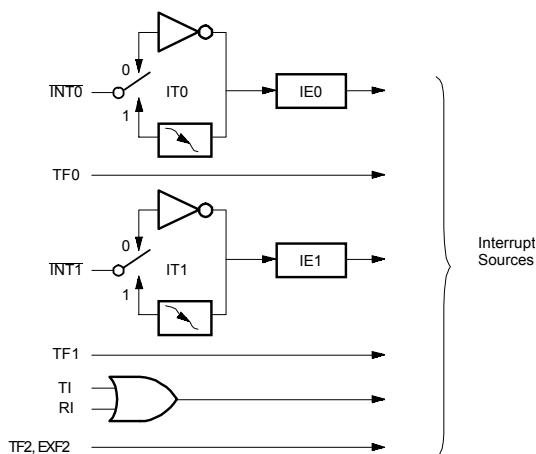 0
INT0
IT0
IE0
1
TF0
0
INT1
IT1
IE1
1
Interrupt
Sources
TF1
TI
RI
TF2, EXF2